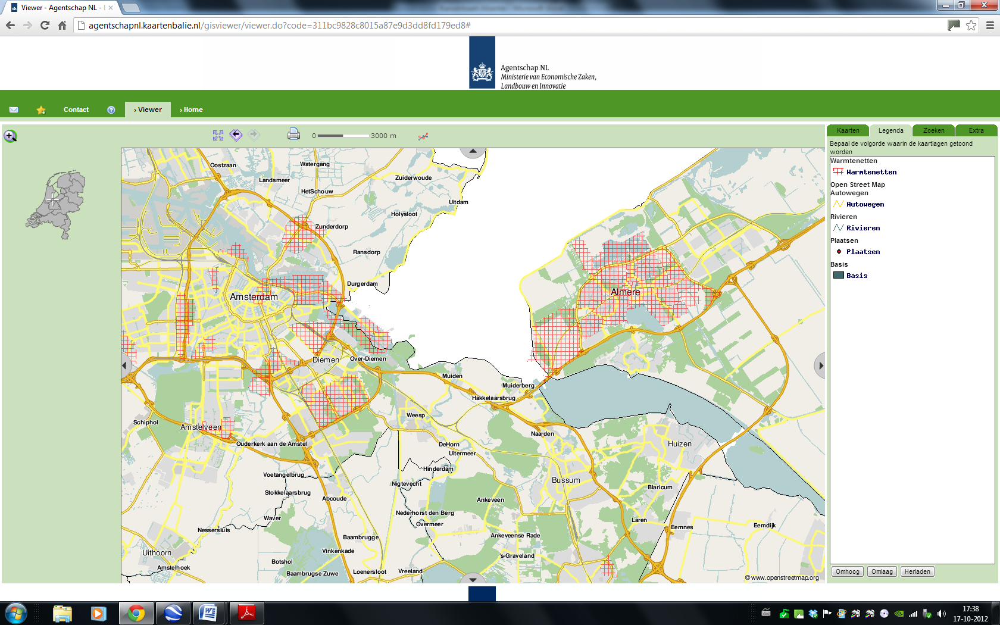 Viewer - Agentschap NL - E
agentschapnl.kaartenbalie.nl/gisviewer/viewer.do?code=311bc9828c8015a87e9d3dd8fd179ed8#
Agentschap NL
Ministerie van Economische Zaken,
Landbouw en Innovatie
Contact
› Viewer
› Home
0
3000 m
Kaarten
Legenda
Zoeken
Extra
Bepaal de volgorde waarin de kaartlagen getoond
worden
Warmtenetten
Warmtenetten
Open Street Map
Autowegen
Autowegen
Rivieren
Rivieren
Plaatsen
Plaatsen
Basis
Basis
Omhoog
Omlaag
Herladen
Oostzaan
Watergang
Landsmeer
Zuiderwoude
HetSchouw
Uitdam
Holysloot
Zunderdorp
Ransdorp
Durgerdam
Amsterdam
Almere
Diemen
Over-Diemen
Muiden
Muiderberg
Hakkelaarsbrug
Weesp
Schiphol
Amstelveen
Naarden
Ouderkerk aan de Amstel
DeHorn
Huizen
Uitermeer
Hinderdam
Voetangelbrug
Nigtevecht
Bussum
Stokkelaarsbrug
Abcoude
Blaricum
Ankeveen
Waver
Nederhorst den Berg
Overmeer
Laren
Nessersluis
Eemnes
Eemdijk
Baambrugge
Ankeveense Rade
Uithoorn
Vinkenkade
's-Graveland
Botshol
Amstelhoek
Baambrugse Zuwe
Loenersloot
Vreeland
© www.openstreetmap.org
17:38
17-10-2012